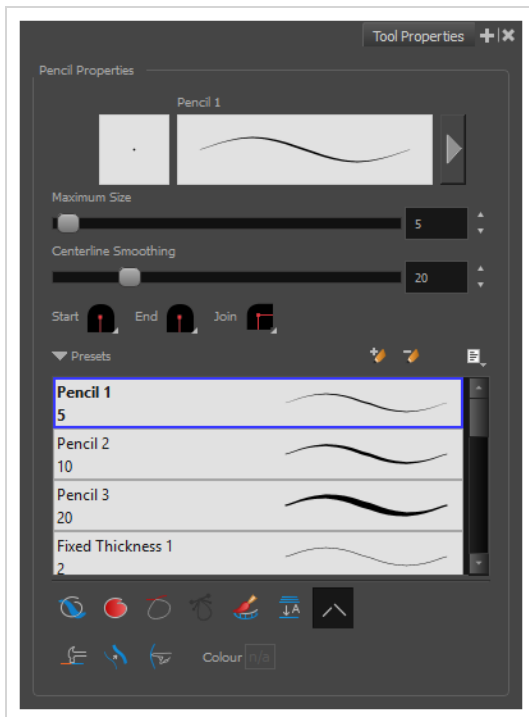 Tool Properties
Pencil Properties
Pencil 1
Maximum Size
5
Centerline Smoothing
20
Start End Join
Presets
Pencil 1
5
Pencil 2
10
Pencil 3
20
Fixed Thickness 1
2
A
Colour n/a